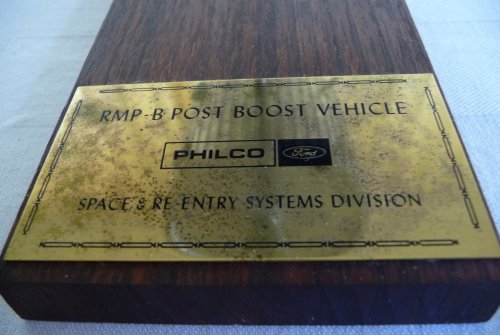 RMP-B POST BOOST VEHICLE
PHILCO Ford
SPACE & RE-ENTRY SYSTEMS DIVISION